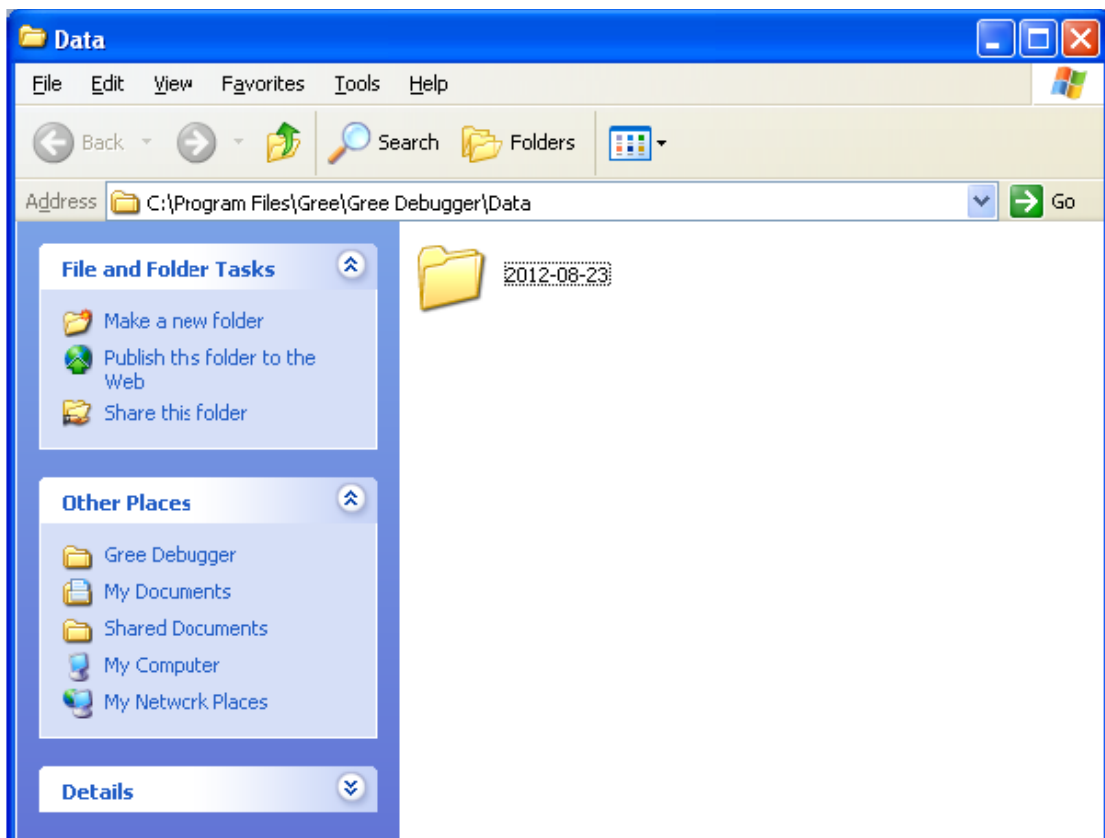 Data
File Edit View Favorites Tools Help
Back Search Folders
Address C:\Program Files\Gree\Gree Debugger\Data Go
File and Folder Tasks
Make a new folder
Publish this folder to the
Web
Share this folder
2012-08-23
Other Places
Gree Debugger
My Documents
Shared Documents
My Computer
My Network Places
Details